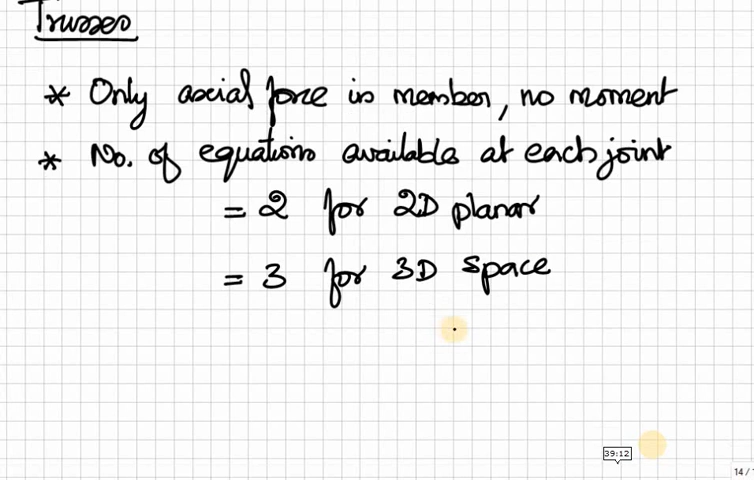 Trusses
* Only axial force in member, no moment
* No. of equations available at each joint
= 2 for 2D planar
= 3 for 3D space
39:12
14 /